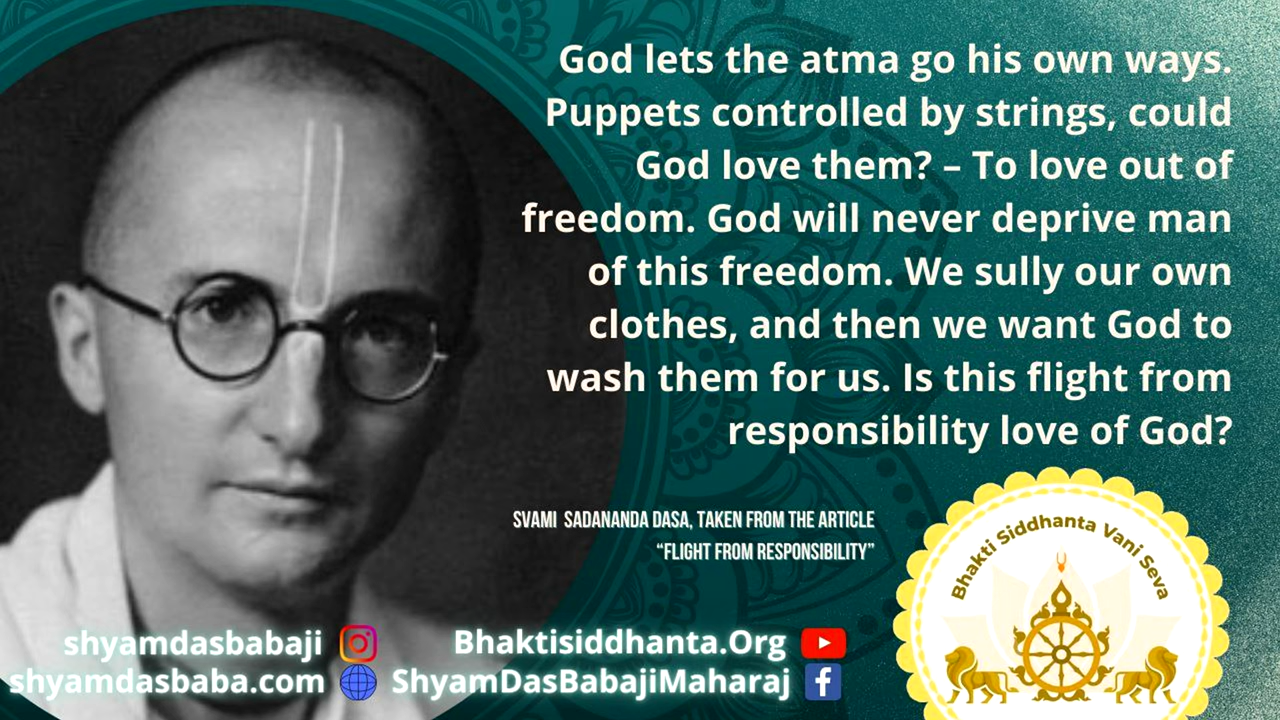 God lets the atma go his own ways.
Puppets controlled by strings, could
God love them? – To love out of
freedom. God will never deprive man
of this freedom. We sully our own
clothes, and then we want God to
wash them for us. Is this flight from
responsibility love of God?
SVAMI SADANANDA DASA, TAKEN FROM THE ARTICLE
“FLIGHT FROM RESPONSIBILITY”
Bhakti Siddhanta Vani Seva
shyamdasbabaji
Bhaktisiddhanta.Org
shyamdasbaba.com
ShyamDasBabajiMaharaj